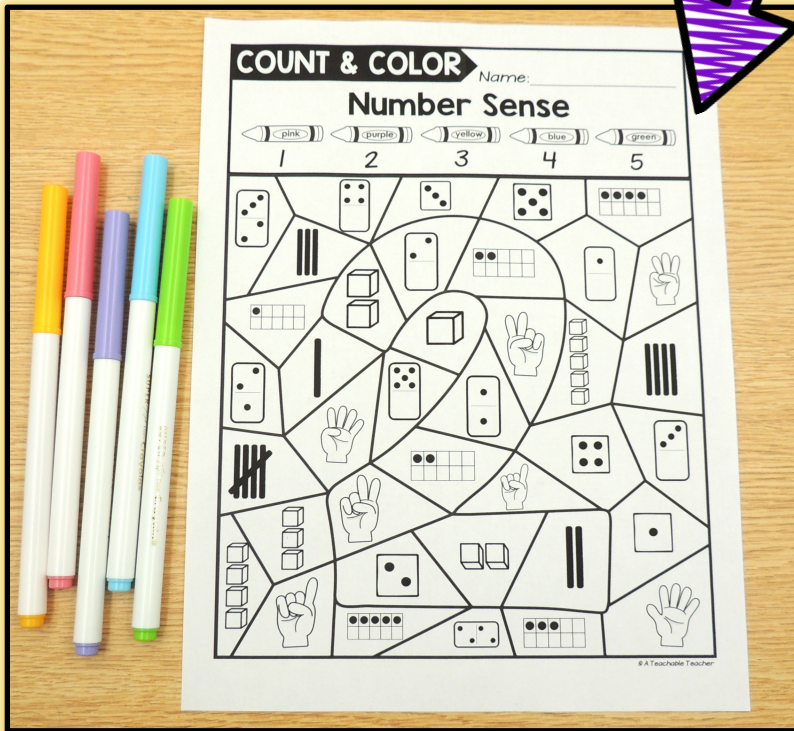 COUNT & COLOR
Name:
Number Sense
pink purple yellow blue green
1 2 3 4 5
© A Teachable Teacher